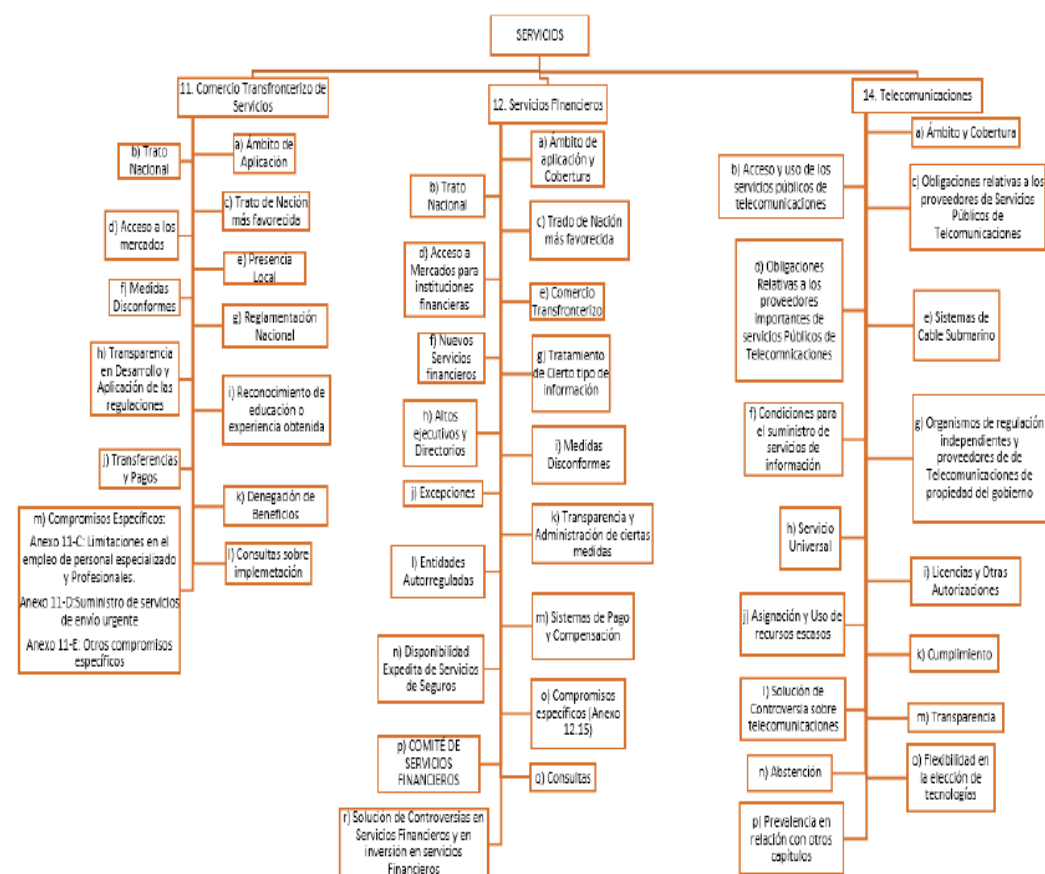 SERVICIOS
11. Comercio Transfronterizo de
Servicios
a) Ámbito de
Aplicación
b) Trato
Nacional
c) Trato de Nación
más favorecida
d) Acceso a los
mercados
e) Presencia
Local
f) Medidas
Disconformes
g) Reglamentación
Nacional
h) Transparencia
en Desarrollo y
Aplicación de las
regulaciones
i) Reconocimiento de
educación o
experiencia obtenida
j) Transferencias
y Pagos
k) Denegación de
Beneficios
l) Consultas sobre
implemetación
m) Compromisos Específicos:
Anexo 11-C: Limitaciones en el
empleo de personal especializado
y Profesionales.
Anexo 11-D:Suministro de servicios
de envío urgente
Anexo 11-E: Otros compromisos
específicos
12. Servicios Financieros
a) Ámbito de
aplicación y
Cobertura
b) Trato
Nacional
c) Trado de Nación
más favorecida
d) Acceso a
Mercados para
instituciones
financieras
e) Comercio
Transfronterizo
f) Nuevos
Servicios
financieros
g) Tratamiento
de Cierto tipo de
información
h) Altos
ejecutivos y
Directorios
i) Medidas
Disconformes
j) Excepciones
k) Transparencia y
Administración de ciertas
medidas
l) Entidades
Autorreguladas
m) Sistemas de Pago
y Compensación
n) Disponibilidad
Expedita de Servicios
de Seguros
o) Compromisos
específicos (Anexo
12.15)
p) COMITÉ DE
SERVICIOS
FINANCIEROS
q) Consultas
r) Solución de Controversias en
Servicios Financieros y en
inversión en servicios
Financieros
14. Telecomunicaciones
a) Ámbito y Cobertura
b) Acceso y uso de los
servicios públicos de
telecomunicaciones
c) Obligaciones relativas a los
proveedores de Servicios
Públicos de
Telcomunicaciones
d) Obligaciones
Relativas a los
proveedores
importantes de
servicios Públicos de
Telecomnicaciones
e) Sistemas de
Cable Submarino
f) Condiciones para
el suministro de
servicios de
información
g) Organismos de regulación
independientes y
proveedores de de
Telecomunicaciones de
propiedad del gobierno
h) Servicio
Universal
i) Licencias y Otras
Autorizaciones
j) Asignación y Uso de
recursos escasos
k) Cumplimiento
l) Solución de
Controversia sobre
telecomunicaciones
m) Transparencia
n) Abstención
o) Flexibilidad en
la elección de
tecnologías
p) Prevalencia en
relación con otros
capítulos